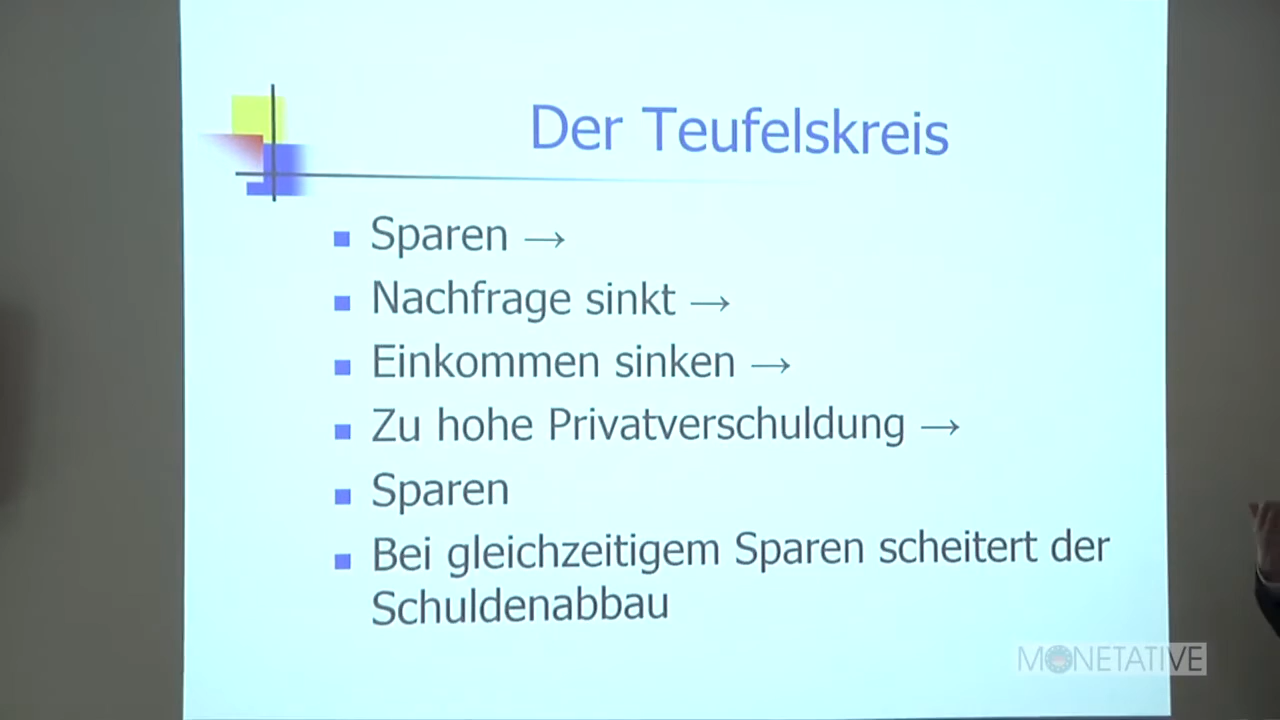 Der Teufelskreis
Sparen →
Nachfrage sinkt →
Einkommen sinken →
Zu hohe Privatverschuldung →
Sparen
Bei gleichzeitigem Sparen scheitert der
Schuldenabbau
MONETATIVE